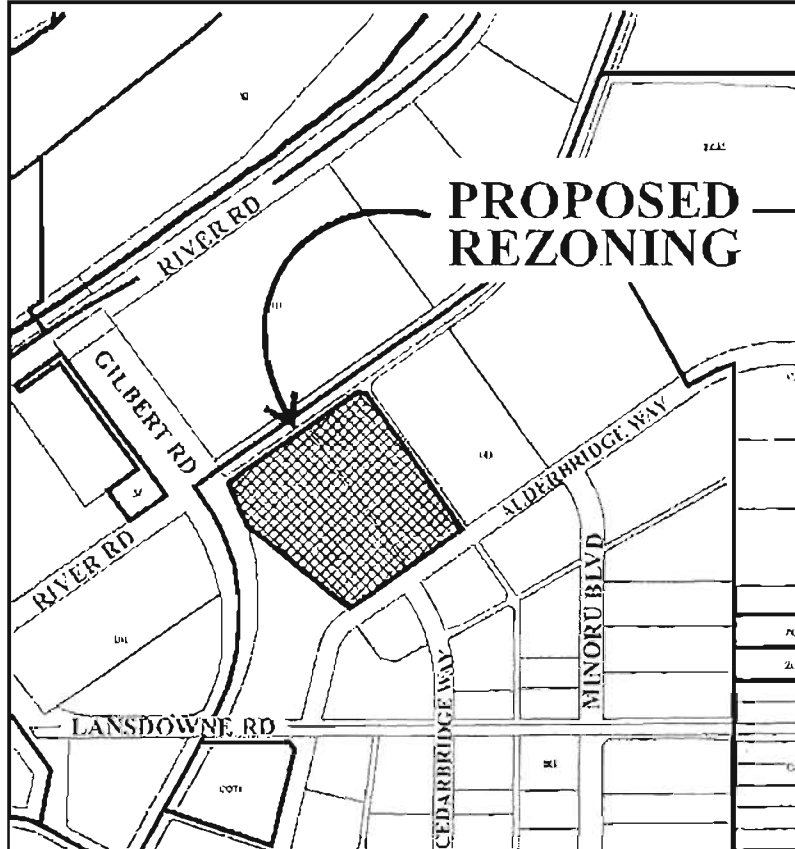 PROPOSED
REZONING
RIVER RD
GILBERT RD
ALDERBRIDGE WAY
RIVER RD
MINORU BLVD
CEDARBRIDGE WAY
LANSDOWNE RD